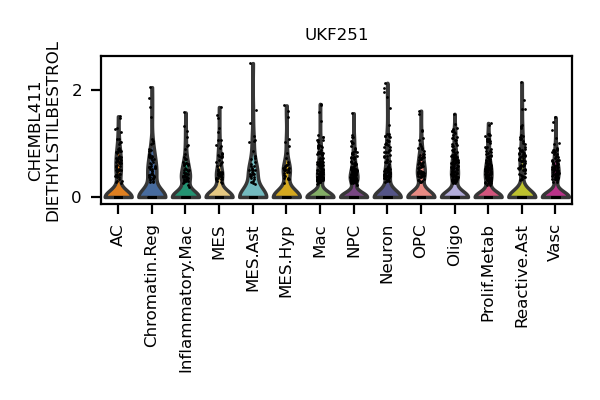 UKF251
CHEMBL411
DIETHYLSTILBESTROL
2
0
AC
Chromatin.Reg
Inflammatory.Mac
MES
MES.Ast
MES.Hyp
Mac
NPC
Neuron
OPC
Oligo
Prolif.Metab
Reactive.Ast
Vasc